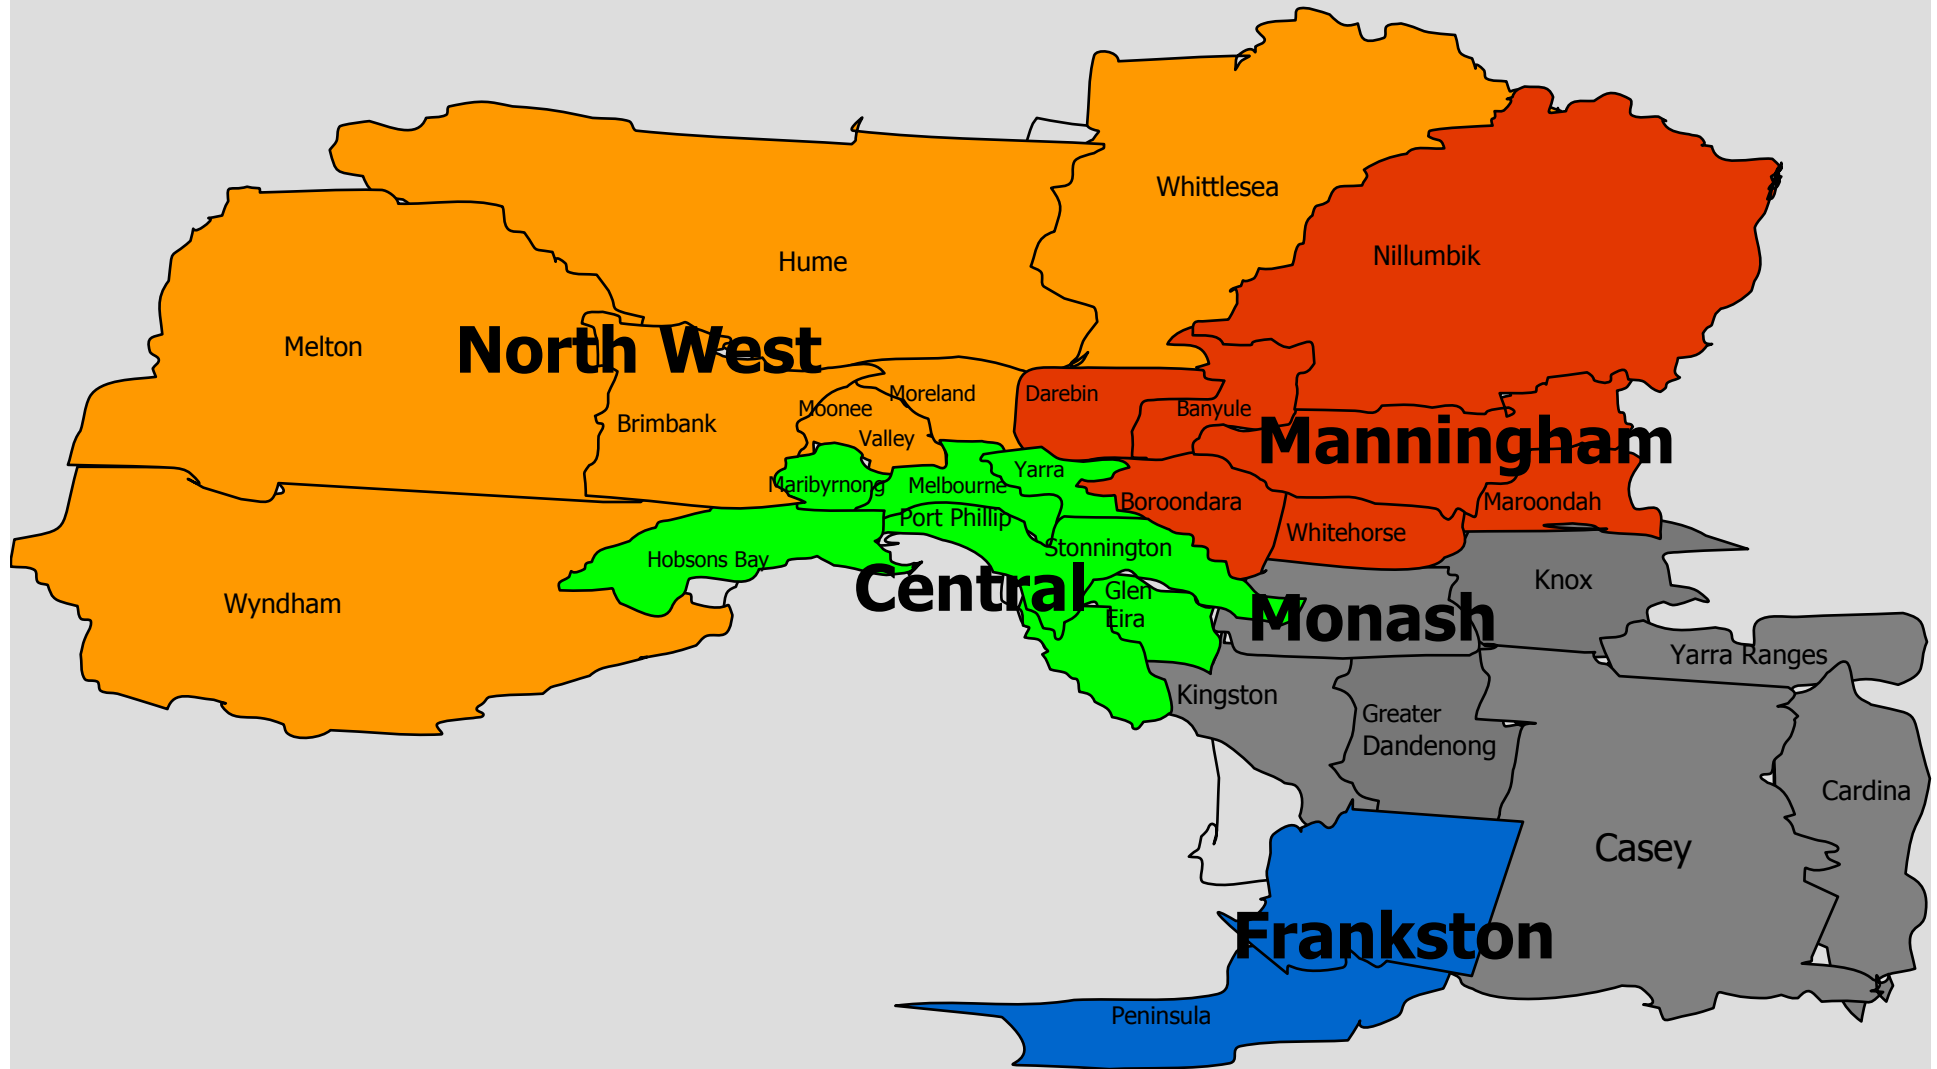 Whittlesea
Nillumbik
Hume
Melton
North West
Moreland
Darebin
Moonee
Valley
Banyule
Brimbank
Manningham
Yarra
Maribyrnong
Melbourne
Boroondara
Maroondah
Port Phillip
Whitehorse
Stonnington
Hobsons Bay
Knox
Central
Glen
Eira
Wyndham
Monash
Yarra Ranges
Kingston
Greater
Dandenong
Cardina
Casey
Frankston
Peninsula